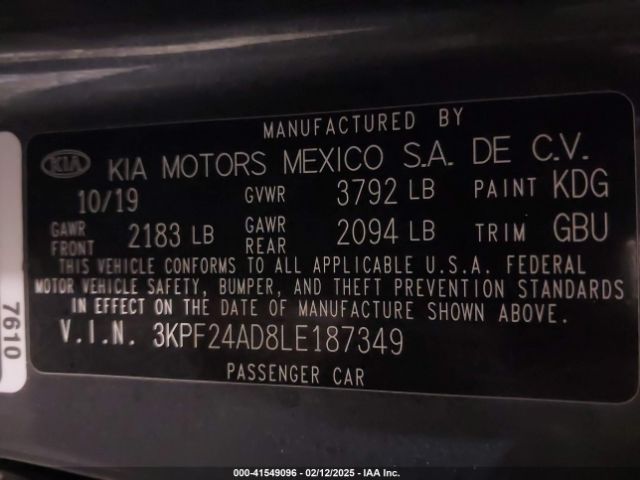 MANUFACTURED BY
KIA KIA MOTORS MEXICO S.A. DE C.V.
10/19 GVWR 3792 LB PAINT KDG
GAWR FRONT 2183 LB GAWR REAR 2094 LB TRIM GBU
THIS VEHICLE CONFORMS TO ALL APPLICABLE U.S.A. FEDERAL
MOTOR VEHICLE SAFETY, BUMPER, AND THEFT PREVENTION STANDARDS
IN EFFECT ON THE DATE OF MANUFACTURE SHOWN ABOVE.
V.I.N. 3KPF24AD8LE187349
PASSENGER CAR
7610
000-41549096 - 02/12/2025 - IAA Inc.